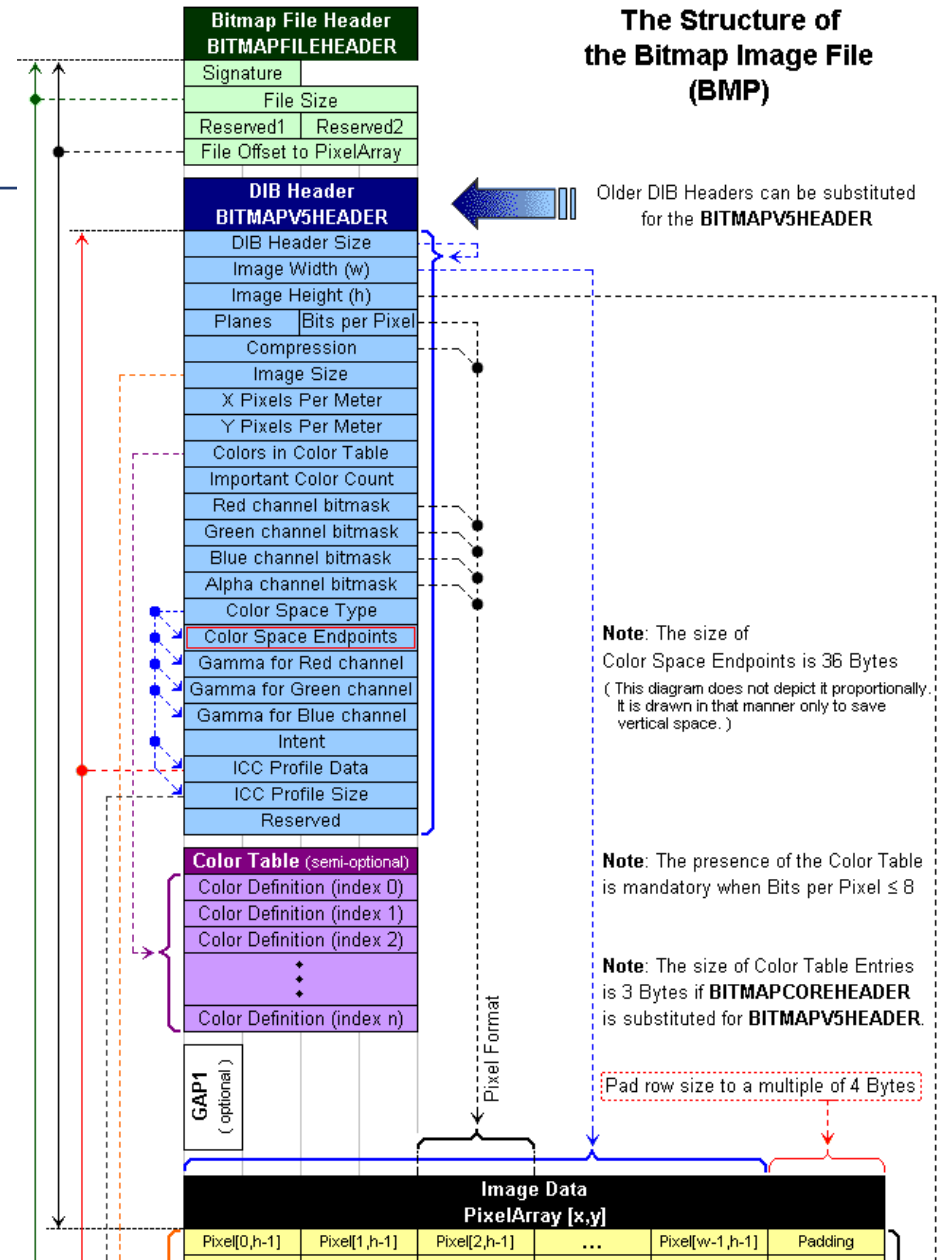 The Structure of
the Bitmap Image File
(BMP)
Bitmap File Header
BITMAPFILEHEADER
Signature
File Size
Reserved1 Reserved2
File Offset to PixelArray
DIB Header
BITMAPV5HEADER
Older DIB Headers can be substituted
for the BITMAPV5HEADER
DIB Header Size
Image Width (w)
Image Height (h)
Planes Bits per Pixel
Compression
Image Size
X Pixels Per Meter
Y Pixels Per Meter
Colors in Color Table
Important Color Count
Red channel bitmask
Green channel bitmask
Blue channel bitmask
Alpha channel bitmask
Color Space Type
Color Space Endpoints
Gamma for Red channel
Gamma for Green channel
Gamma for Blue channel
Intent
ICC Profile Data
ICC Profile Size
Reserved
Note: The size of
Color Space Endpoints is 36 Bytes
( This diagram does not depict it proportionally.
It is drawn in that manner only to save
vertical space. )
Color Table (semi-optional)
Color Definition (index 0)
Color Definition (index 1)
Color Definition (index 2)
Color Definition (index n)
Note: The presence of the Color Table
is mandatory when Bits per Pixel ≤ 8
Note: The size of Color Table Entries
is 3 Bytes if BITMAPCOREHEADER
is substituted for BITMAPV5HEADER.
GAP1
( optional )
Pixel Format
Pad row size to a multiple of 4 Bytes
Image Data
PixelArray [x,y]
Pixel[0,h-1] Pixel[1,h-1] Pixel[2,h-1] ... Pixel[w-1,h-1] Padding